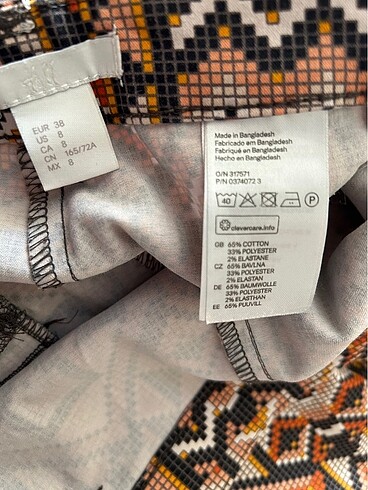 EUR 38
US 8
CA 8
CN 165/72A
MX 8
Made in Bangladesh
Fabricado em Bangladesh
Fabriqué en Bangladesh
Hecho en Bangladesh
O/N 317571
P/N 0374072 3
40
P
clevercare.info
GB 65% COTTON
33% POLYESTER
2% ELASTANE
CZ 65% BAVLNA
33% POLYESTER
2% ELASTAN
DE 65% BAUMWOLLE
33% POLYESTER
2% ELASTHAN
EE 65% PUUVILL